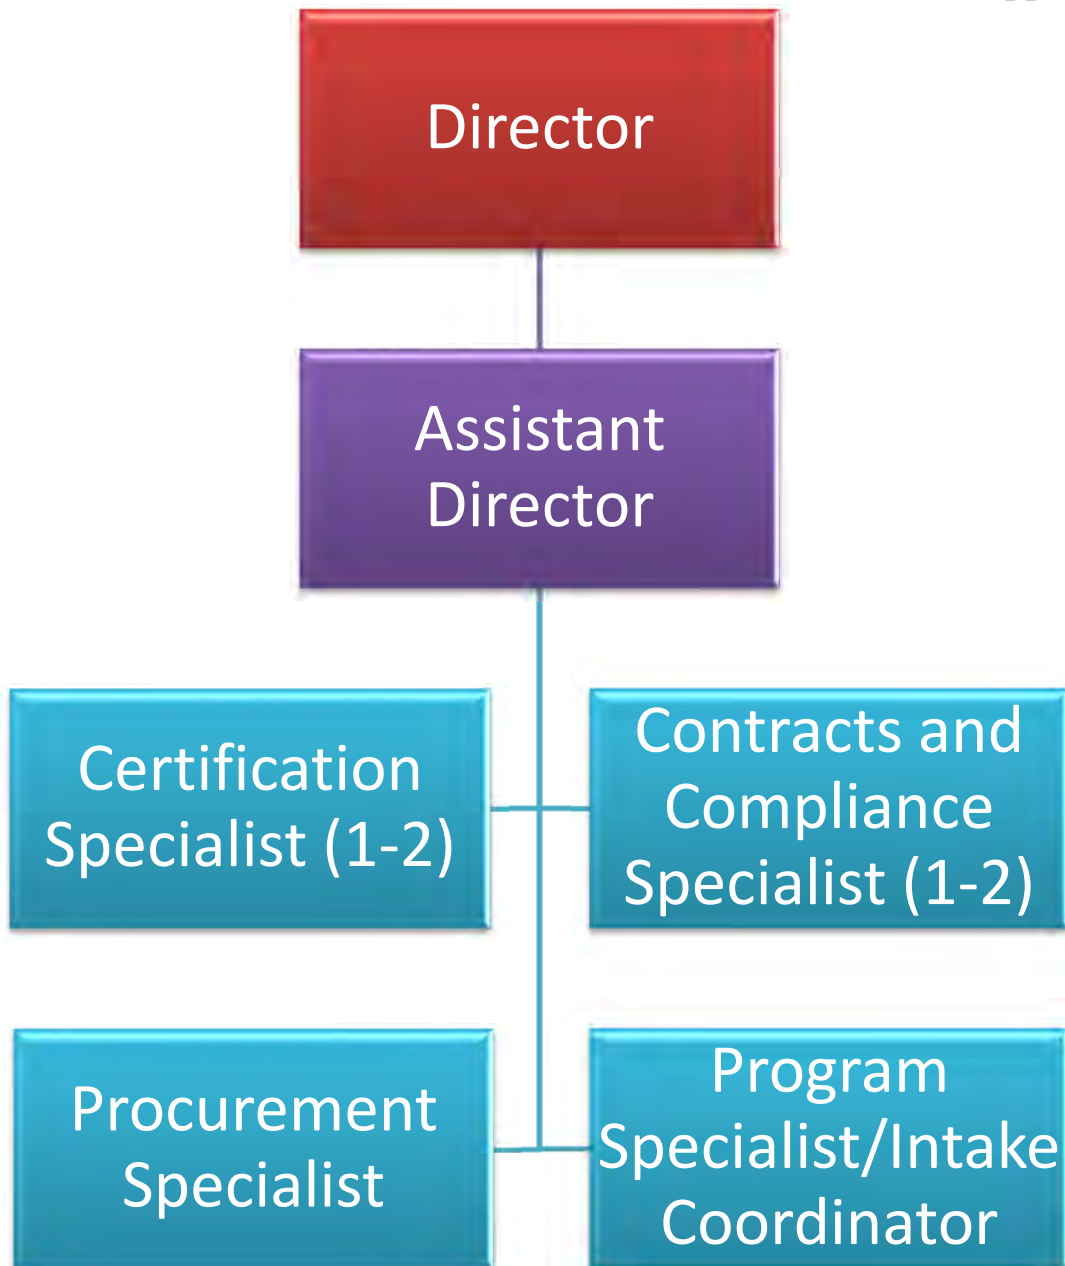 Director
Assistant
Director
Certification
Specialist (1-2)
Contracts and
Compliance
Specialist (1-2)
Procurement
Specialist
Program
Specialist/Intake
Coordinator